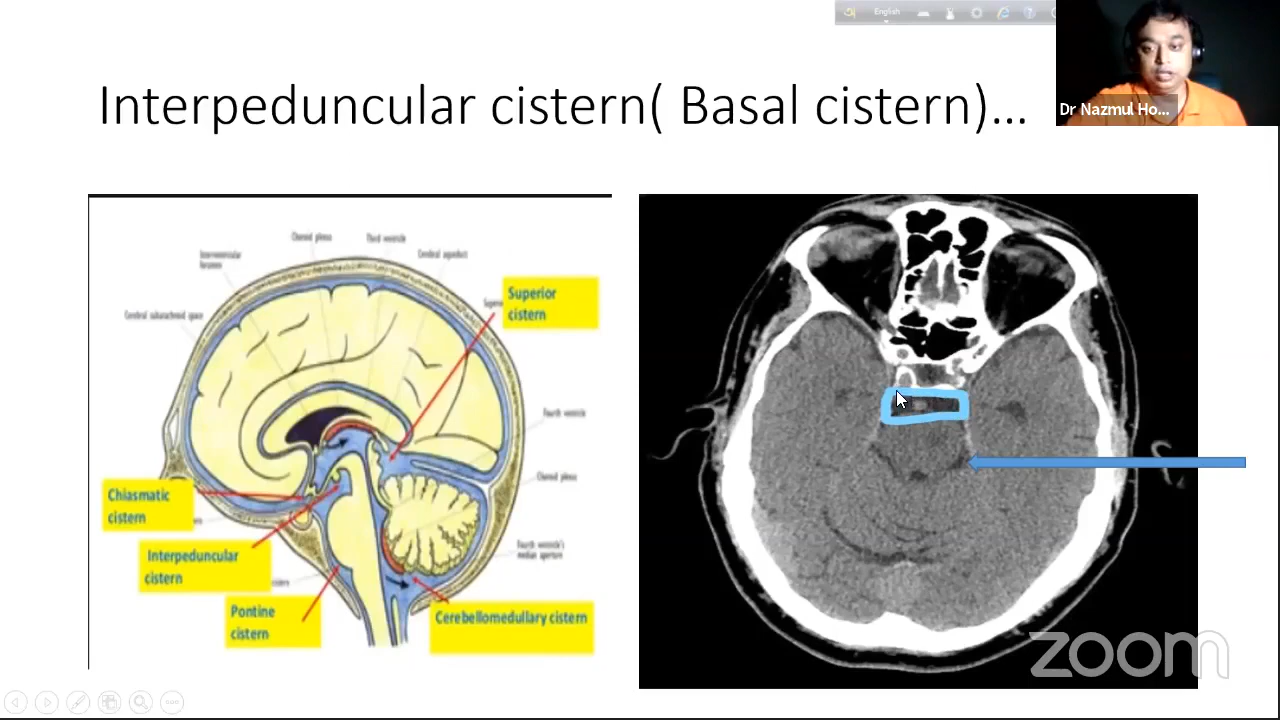 English
Interpeduncular cistern( Basal cistern)...
Dr Nazmul Ho...
Choroid plexus
Third ventricle
Cerebral aqueduct
Interventricular
foramen
Cerebral subarachnoid space
Superior
cistern
Fourth ventricle
Choroid plexus
Chiasmatic
cistern
Interpeduncular
cistern
Fourth ventricle's
median aperture
Pontine
cistern
Cerebellomedullary cistern
zoom